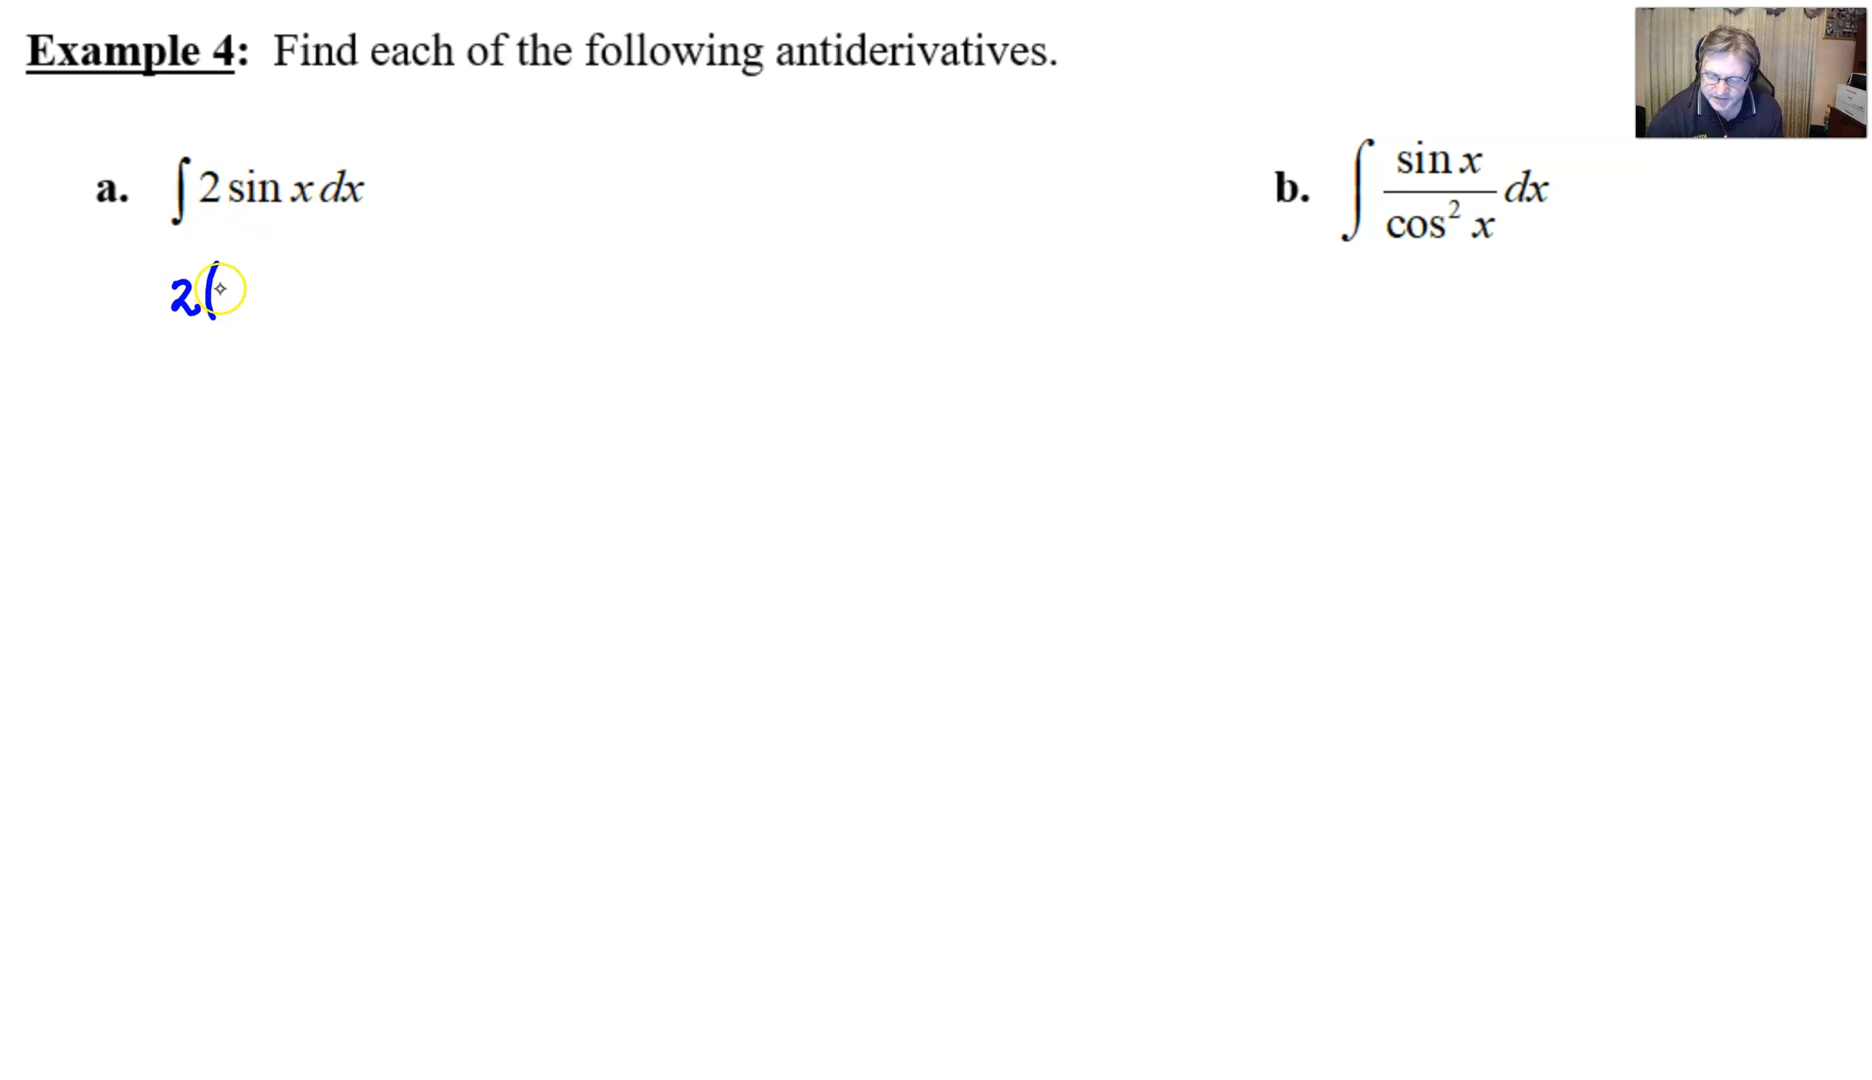 Example 4: Find each of the following antiderivatives.
a. ∫ 2 sin x dx
b. ∫ sin x / cos² x dx
2(